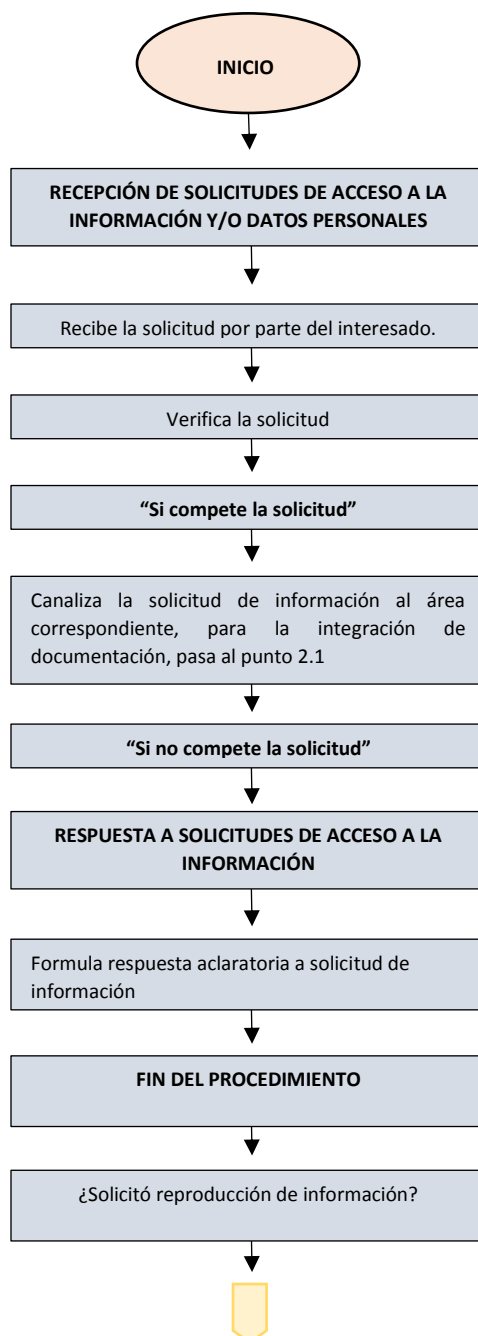 INICIO
RECEPCIÓN DE SOLICITUDES DE ACCESO A LA
INFORMACIÓN Y/O DATOS PERSONALES
Recibe la solicitud por parte del interesado.
Verifica la solicitud
“Si compete la solicitud”
Canaliza la solicitud de información al área
correspondiente, para la integración de
documentación, pasa al punto 2.1
“Si no compete la solicitud”
RESPUESTA A SOLICITUDES DE ACCESO A LA
INFORMACIÓN
Formula respuesta aclaratoria a solicitud de
información
FIN DEL PROCEDIMIENTO
¿Solicitó reproducción de información?